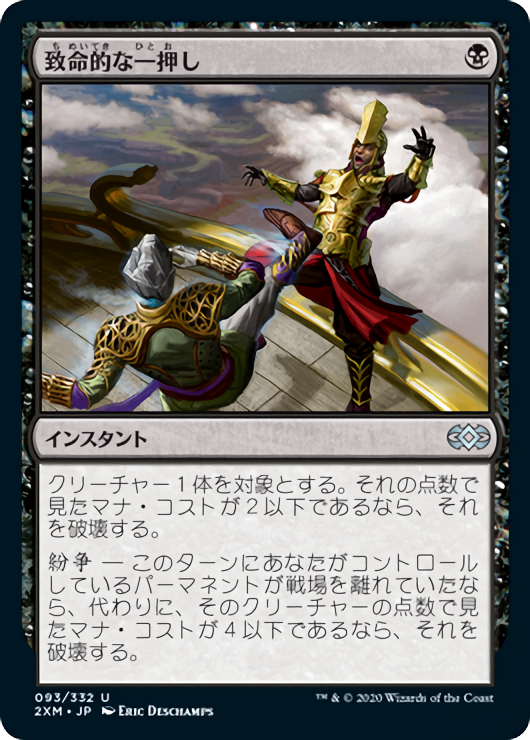 致命的な一押し
インスタント
クリーチャー１体を対象とする。それの点数で
見たマナ・コストが２以下であるなら、それ
を破壊する。
紛争 ― このターンにあなたがコントロール
しているパーマネントが戦場を離れていたな
ら、代わりに、そのクリーチャーの点数で見
たマナ・コストが４以下であるなら、それを
破壊する。
093/332 U
™ & © 2020 Wizards of the Coast
2XM • JP Eric Deschamps